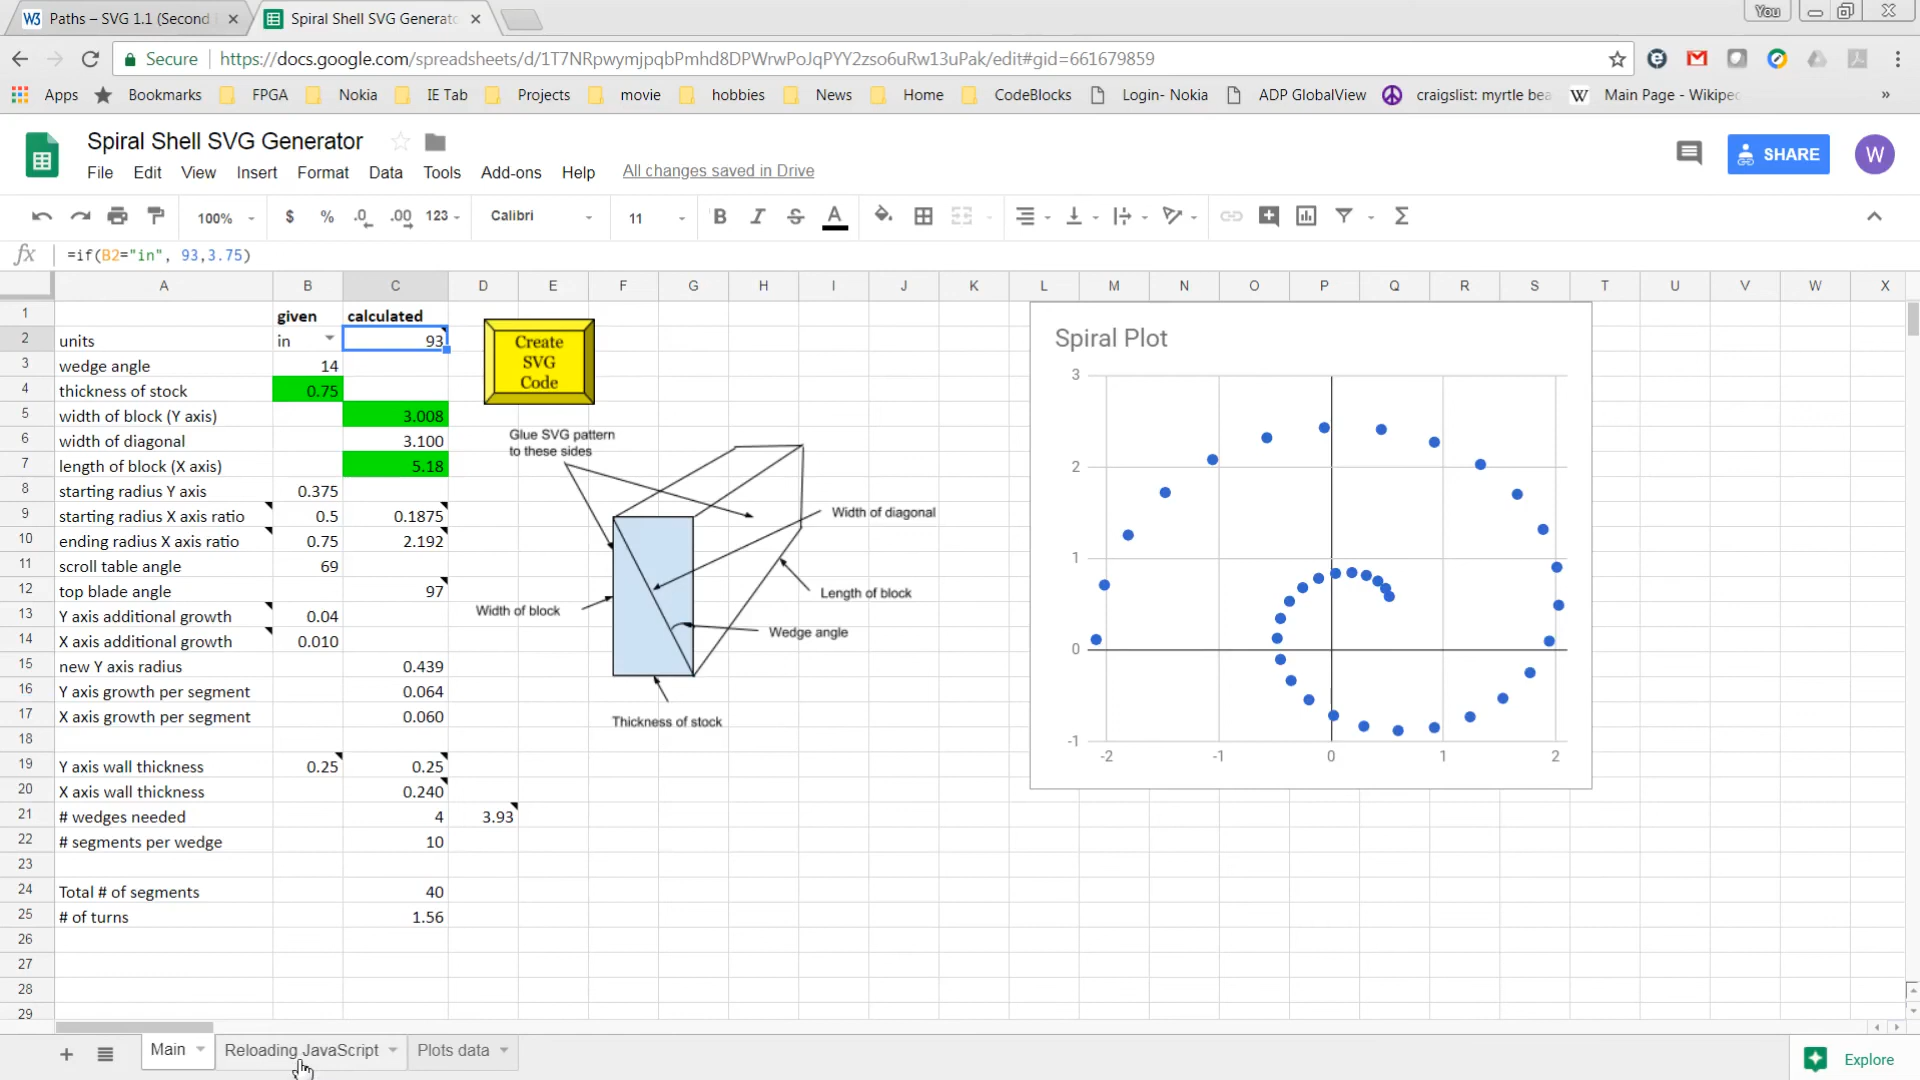 Paths – SVG 1.1 (Second
Spiral Shell SVG Generato
You
Secure
https://docs.google.com/spreadsheets/d/1T7NRpwymjpqbPmhd8DPWrwPoJqPYY2zso6uRw13uPak/edit#gid=661679859
Apps Bookmarks FPGA Nokia IE Tab Projects movie hobbies News Home CodeBlocks Login- Nokia ADP GlobalView craigslist: myrtle bea W Main Page - Wikipe »
Spiral Shell SVG Generator
SHARE
W
File Edit View Insert Format Data Tools Add-ons Help All changes saved in Drive
100% $ % .0 .00 123 Calibri 11 B I S A Σ
fx =if(B2="in", 93,3.75)
A B C D E F G H I J K L M N O P Q R S T U V W X
1 given calculated
2 units in 93
3 wedge angle 14
4 thickness of stock 0.75
5 width of block (Y axis) 3.008
6 width of diagonal 3.100
7 length of block (X axis) 5.18
8 starting radius Y axis 0.375
9 starting radius X axis ratio 0.5 0.1875
10 ending radius X axis ratio 0.75 2.192
11 scroll table angle 69
12 top blade angle 97
13 Y axis additional growth 0.04
14 X axis additional growth 0.010
15 new Y axis radius 0.439
16 Y axis growth per segment 0.064
17 X axis growth per segment 0.060
18
19 Y axis wall thickness 0.25 0.25
20 X axis wall thickness 0.240
21 # wedges needed 4 3.93
22 # segments per wedge 10
23
24 Total # of segments 40
25 # of turns 1.56
26
27
28
29
Create
SVG
Code
Glue SVG pattern
to these sides
Width of diagonal
Length of block
Width of block
Wedge angle
Thickness of stock
Spiral Plot
3
2
1
0
-1
-2 -1 0 1 2
Main Reloading JavaScript Plots data
Explore